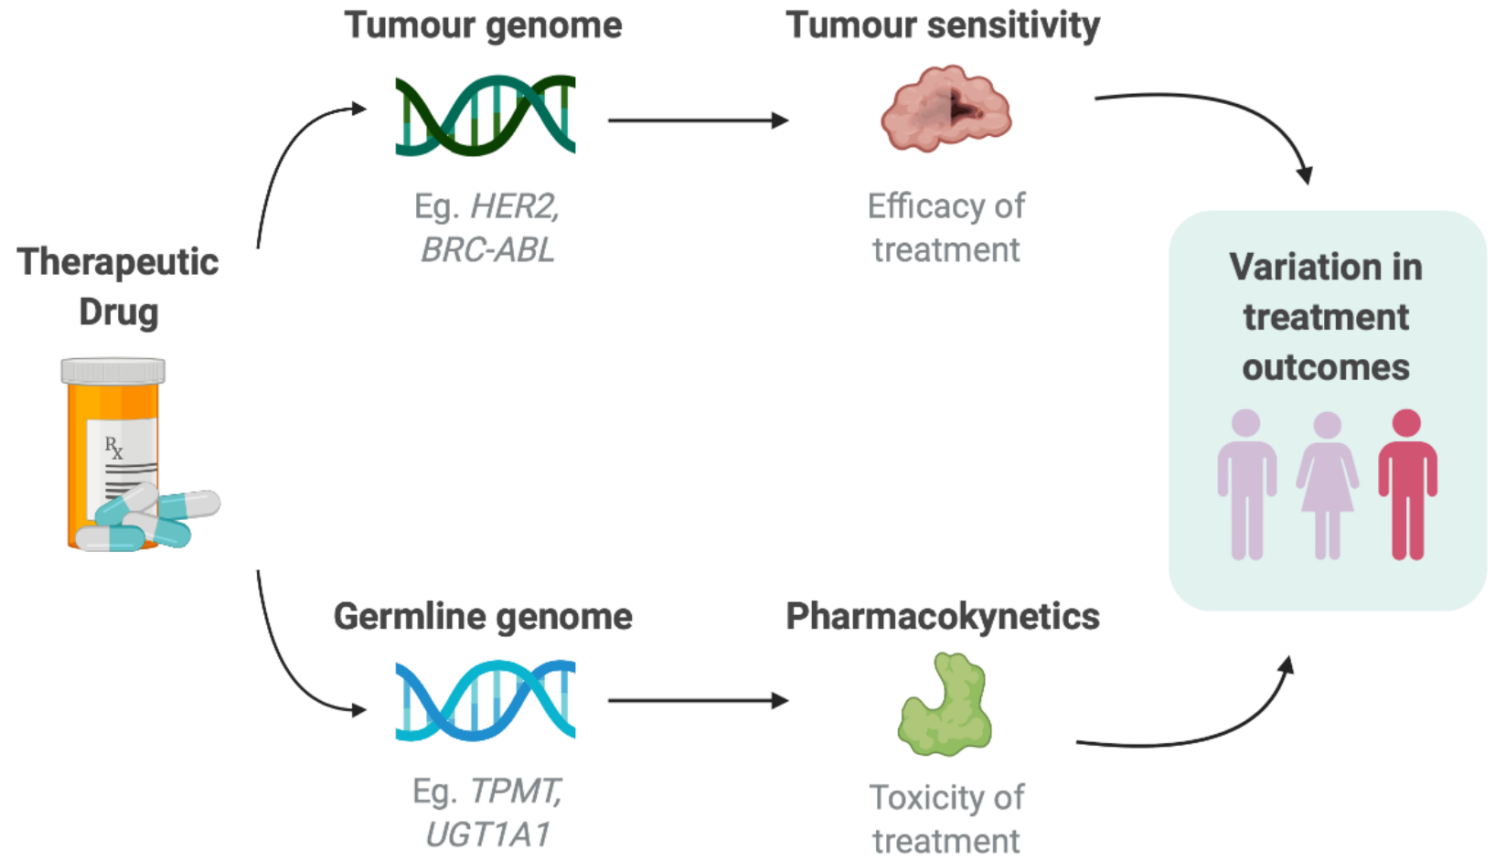 Tumour genome
Eg. HER2,
BRC-ABL
Tumour sensitivity
Efficacy of
treatment
Therapeutic
Drug
Rx
Variation in
treatment
outcomes
Germline genome
Eg. TPMT,
UGT1A1
Pharmacokynetics
Toxicity of
treatment